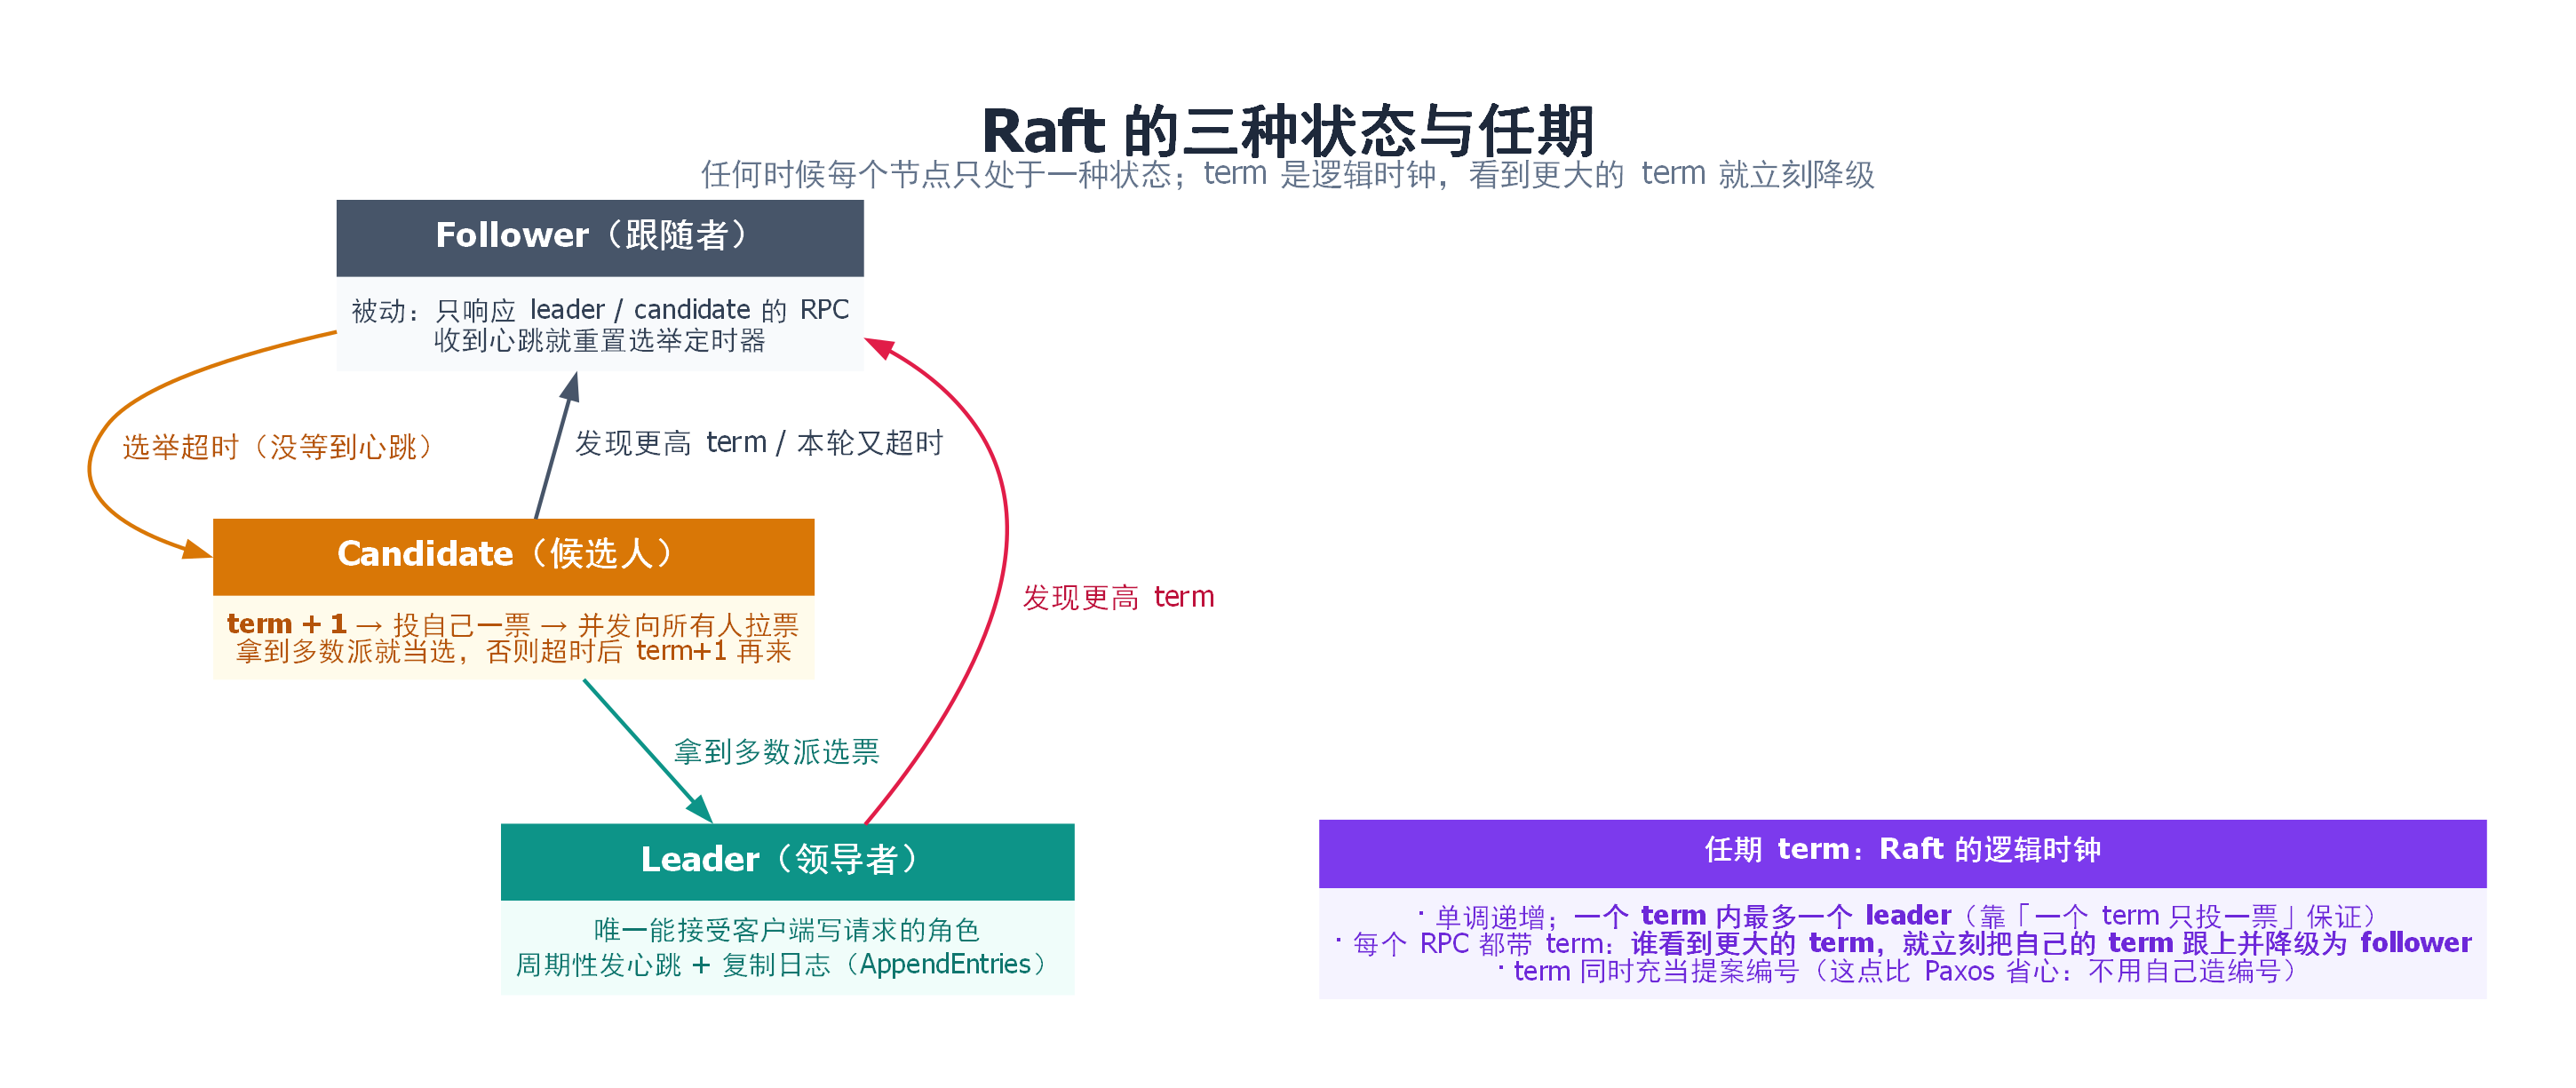 Raft 的三种状态与任期
任何时候每个节点只处于一种状态；term 是逻辑时钟，看到更大的 term 就立刻降级
Follower（跟随者）
被动：只响应 leader / candidate 的 RPC
收到心跳就重置选举定时器
选举超时（没等到心跳）
发现更高 term / 本轮又超时
Candidate（候选人）
term + 1 → 投自己一票 → 并发向所有人拉票
拿到多数派就当选，否则超时后 term+1 再来
发现更高 term
拿到多数派选票
Leader（领导者）
唯一能接受客户端写请求的角色
周期性发心跳 + 复制日志（AppendEntries）
任期 term：Raft 的逻辑时钟
· 单调递增；一个 term 内最多一个 leader（靠「一个 term 只投一票」保证）
· 每个 RPC 都带 term：谁看到更大的 term，就立刻把自己的 term 跟上并降级为 follower
· term 同时充当提案编号（这点比 Paxos 省心：不用自己造编号）